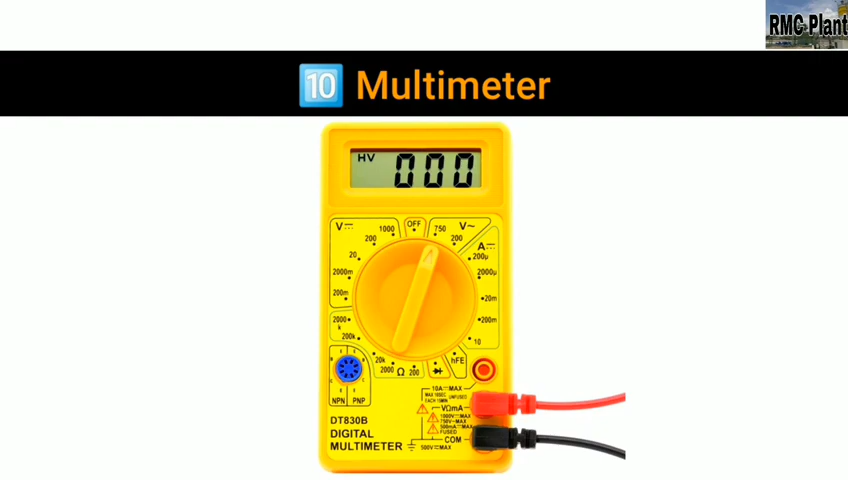 RMC Plant
🔟 Multimeter
HV 000
V⎓ 1000 OFF 750 V~
200 200
A⎓
20 200µ
2000m 2000µ
200m 20m
2000k 200m
200k 10
20k hFE
2000 Ω 200
E E
B B
C C
E E
NPN PNP
10A⎓MAX
MAX 10SEC UNFUSED
EACH 15MIN
VΩmA
1000V⎓MAX
750V~MAX
500mA⎓MAX
FUSED
COM
500V⎓MAX
DT830B
DIGITAL
MULTIMETER